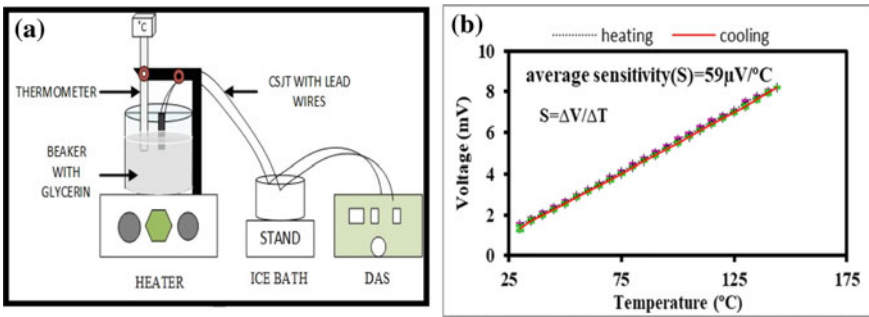 (a)
°C
THERMOMETER
CSJT WITH LEAD
WIRES
BEAKER
WITH
GLYCERIN
STAND
HEATER
ICE BATH
DAS
(b)
heating
cooling
average sensitivity(S)=59μV/°C
S=ΔV/ΔT
Voltage (mV)
10
8
6
4
2
0
25
75
125
175
Temperature (°C)